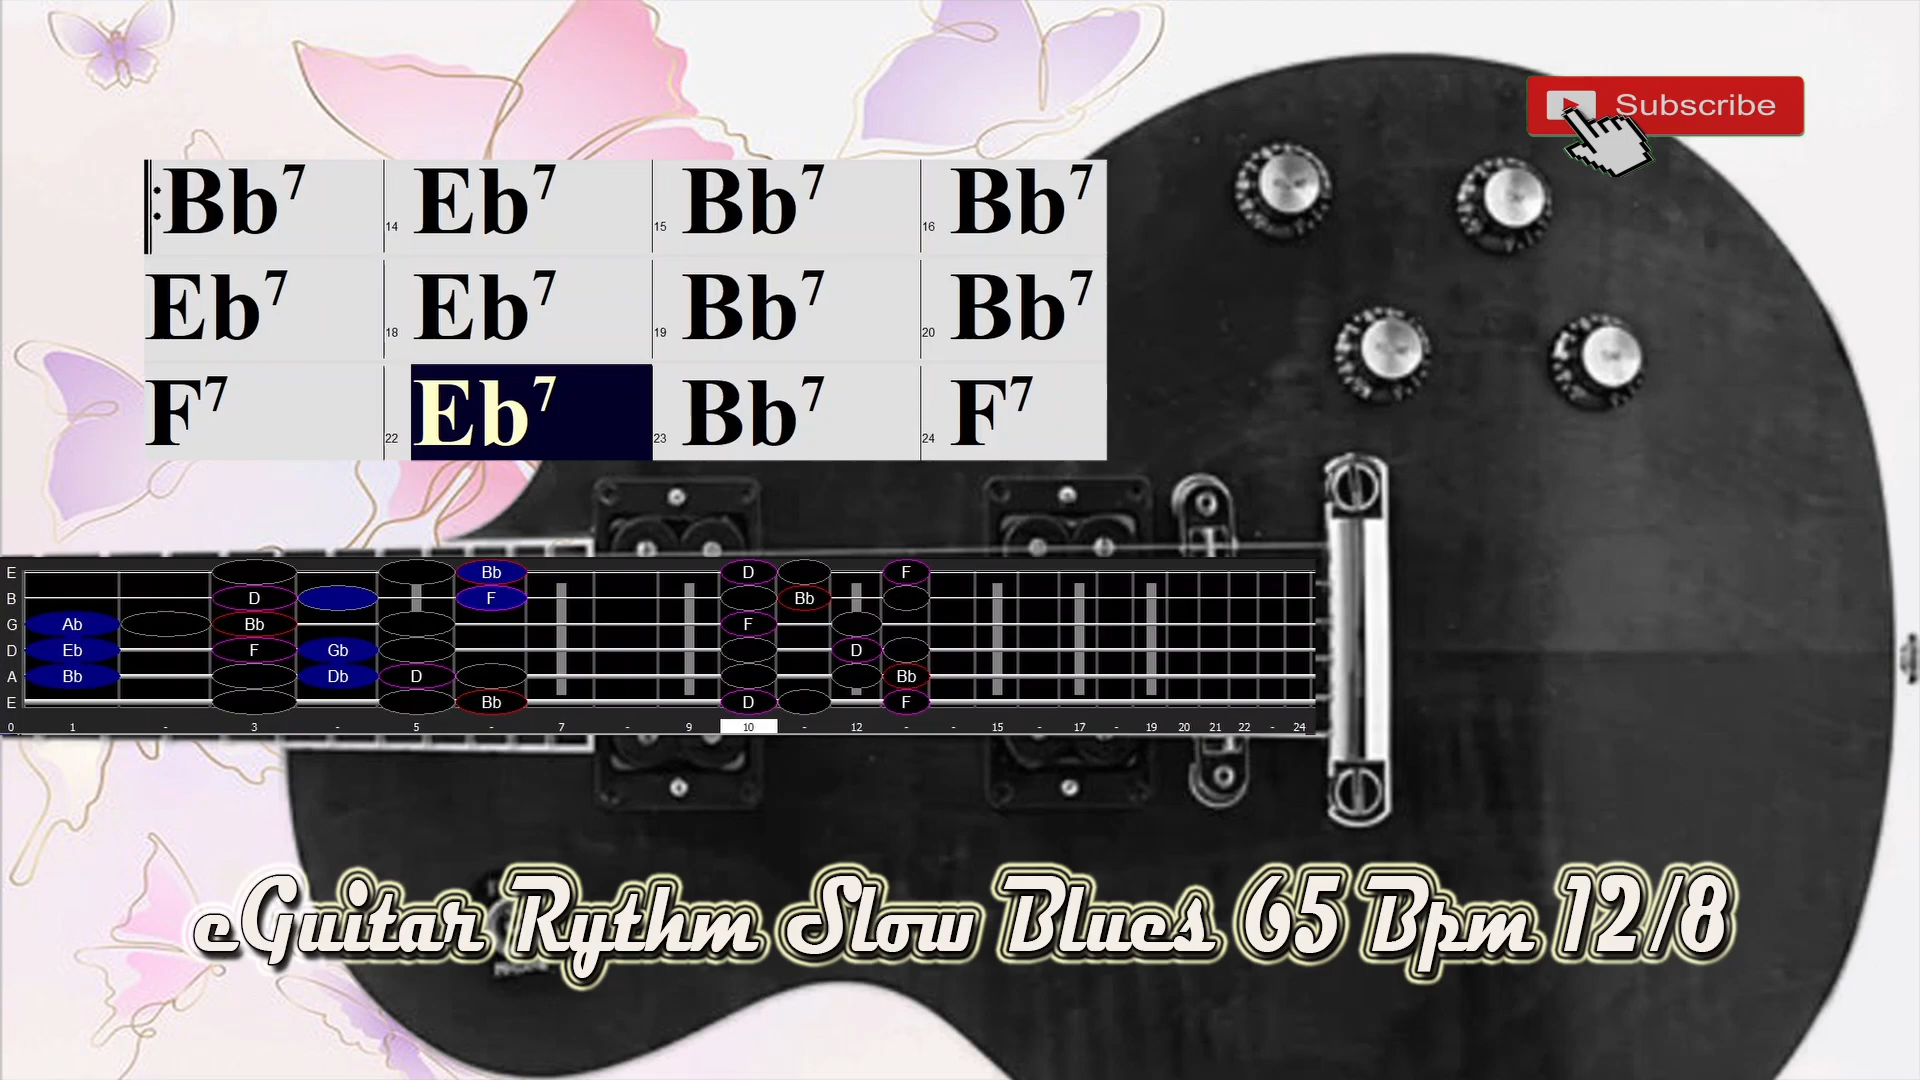 Subscribe
Bb7 14 Eb7 15 Bb7 16 Bb7
Eb7 18 Eb7 19 Bb7 20 Bb7
F7 22 Eb7 23 Bb7 24 F7
E Bb D F
B D F Bb
G Ab Bb F
D Eb F Gb D
A Bb Db D Bb
E Bb D F
0 1 - 3 - 5 - 7 - 9 10 - 12 - - 15 - 17 - 19 20 21 22 - 24
eGuitar Rythm Slow Blues 65 Bpm 12/8